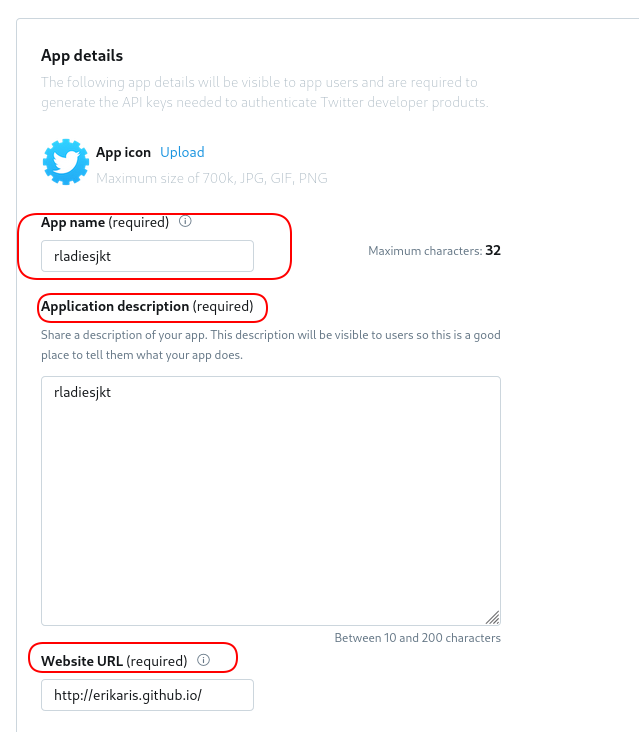 App details
The following app details will be visible to app users and are required to
generate the API keys needed to authenticate Twitter developer products.
App icon Upload
Maximum size of 700k, JPG, GIF, PNG
App name (required)
rladiesjkt
Maximum characters: 32
Application description (required)
Share a description of your app. This description will be visible to users so this is a good
place to tell them what your app does.
rladiesjkt
Between 10 and 200 characters
Website URL (required)
http://erikaris.github.io/